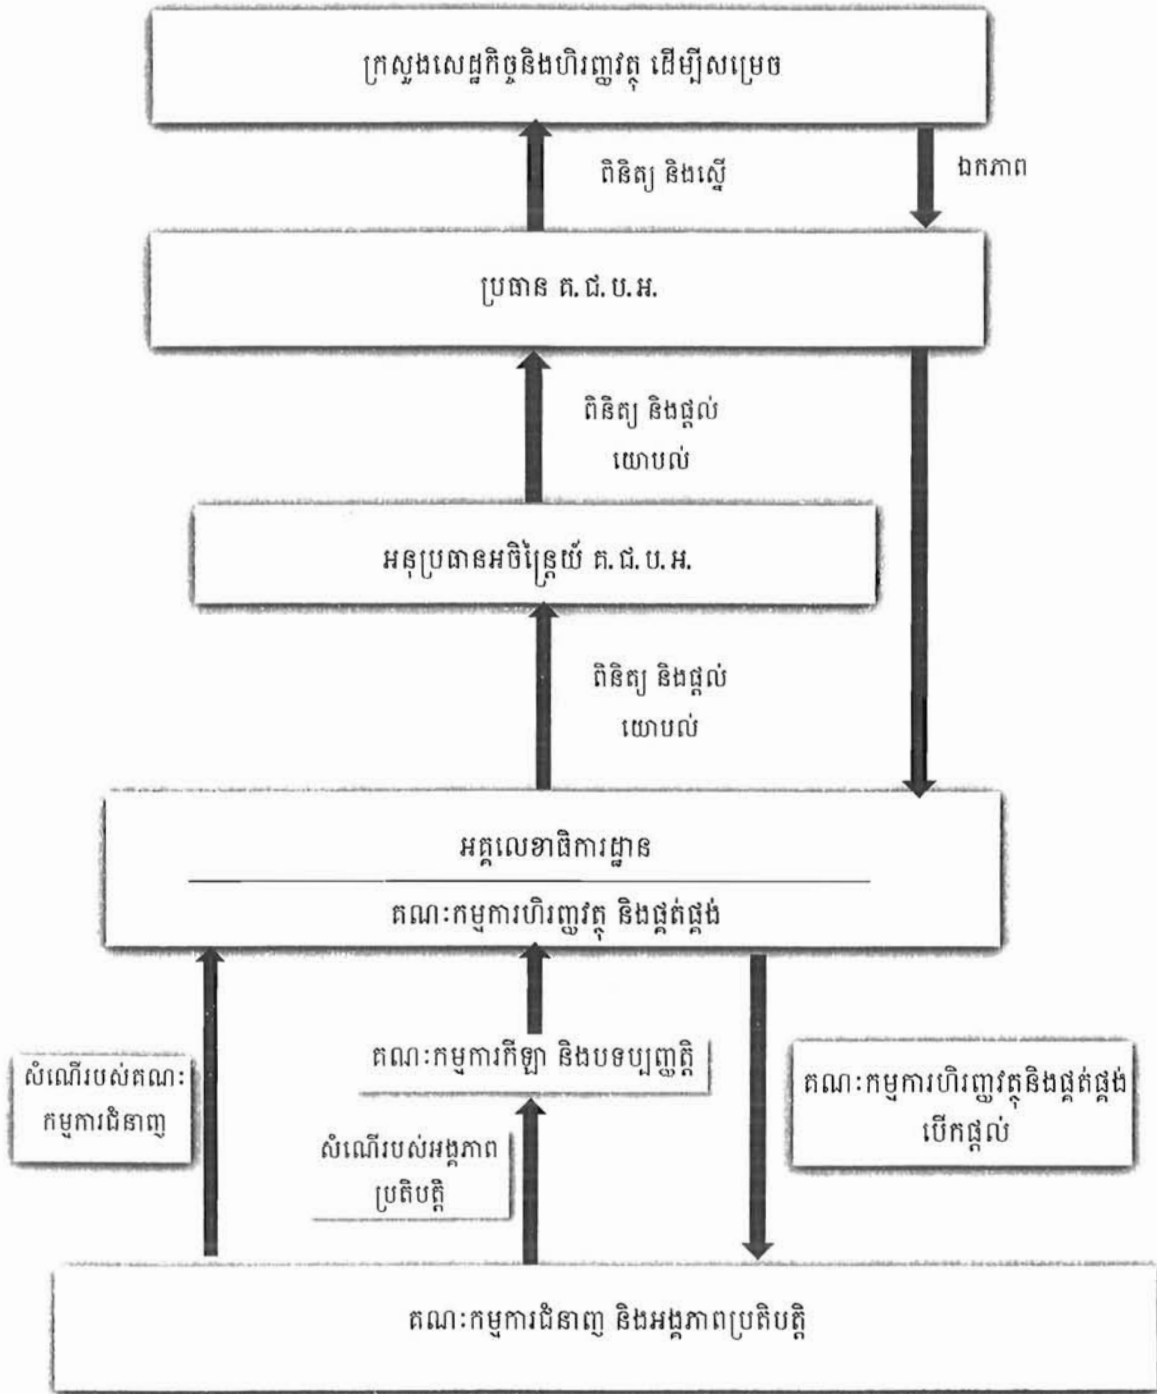 ក្រសួងសេដ្ឋកិច្ចនិងហិរញ្ញវត្ថុ ដើម្បីសម្រេច
ពិនិត្យ និងស្នើ
ឯកភាព
ប្រធាន គ.ជ.ប.អ.
ពិនិត្យ និងផ្តល់
យោបល់
អនុប្រធានអចិន្ត្រៃយ៍ គ.ជ.ប.អ.
ពិនិត្យ និងផ្តល់
យោបល់
អគ្គលេខាធិការដ្ឋាន
គណៈកម្មការហិរញ្ញវត្ថុ និងផ្គត់ផ្គង់
សំណើរបស់គណៈ
កម្មការជំនាញ
គណៈកម្មការកីឡា និងបទប្បញ្ញត្តិ
សំណើរបស់អង្គភាព
ប្រតិបត្តិ
គណៈកម្មការហិរញ្ញវត្ថុនិងផ្គត់ផ្គង់
បើកផ្តល់
គណៈកម្មការជំនាញ និងអង្គភាពប្រតិបត្តិ